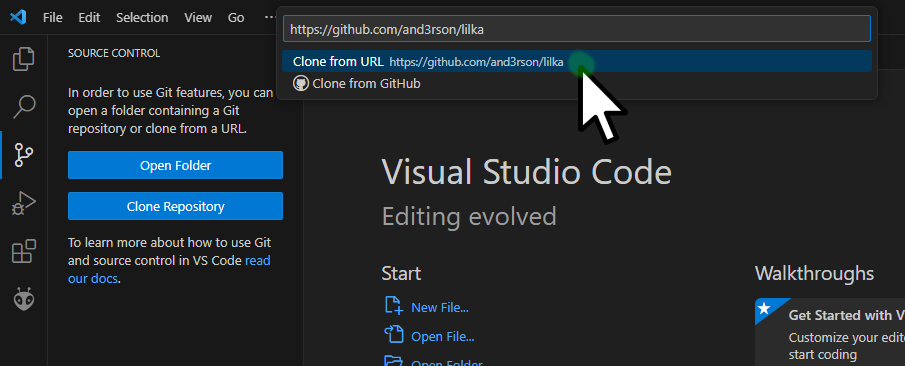 File Edit Selection View Go ...
https://github.com/and3rson/lilka
Clone from URL https://github.com/and3rson/lilka
Clone from GitHub
SOURCE CONTROL
In order to use Git features, you can
open a folder containing a Git
repository or clone from a URL.
Open Folder
Clone Repository
To learn more about how to use Git
and source control in VS Code read
our docs.
Visual Studio Code
Editing evolved
Start
New File...
Open File...
Open Folder
Walkthroughs
Get Started with V
Customize your edit
start coding